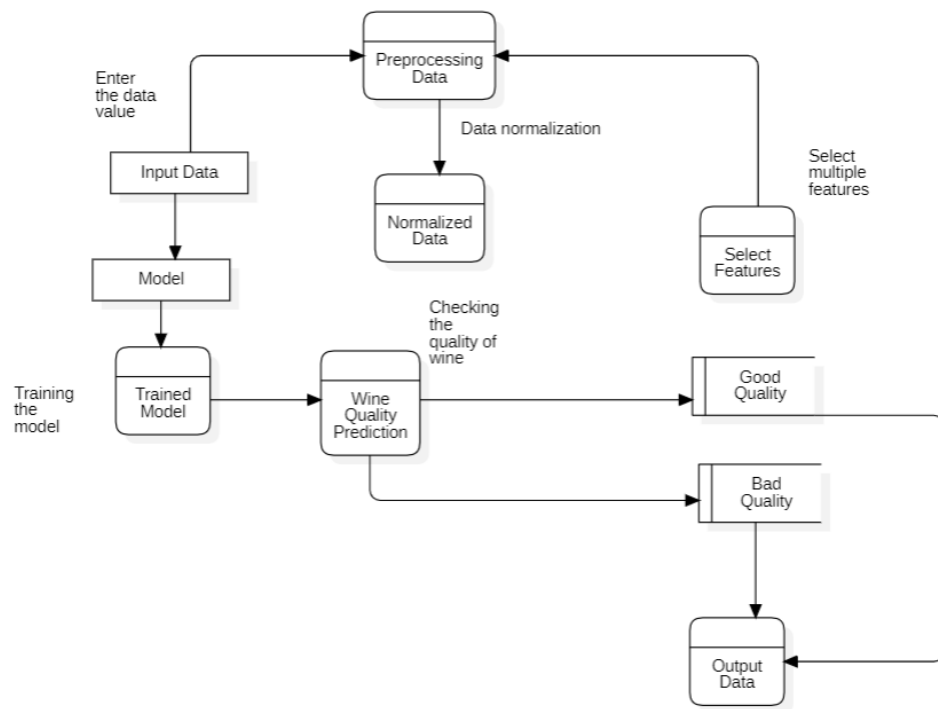 Preprocessing
Data
Enter
the data
value
Data normalization
Input Data
Select
multiple
features
Normalized
Data
Select
Features
Model
Checking
the
quality of
wine
Training
the
model
Trained
Model
Wine
Quality
Prediction
Good
Quality
Bad
Quality
Output
Data